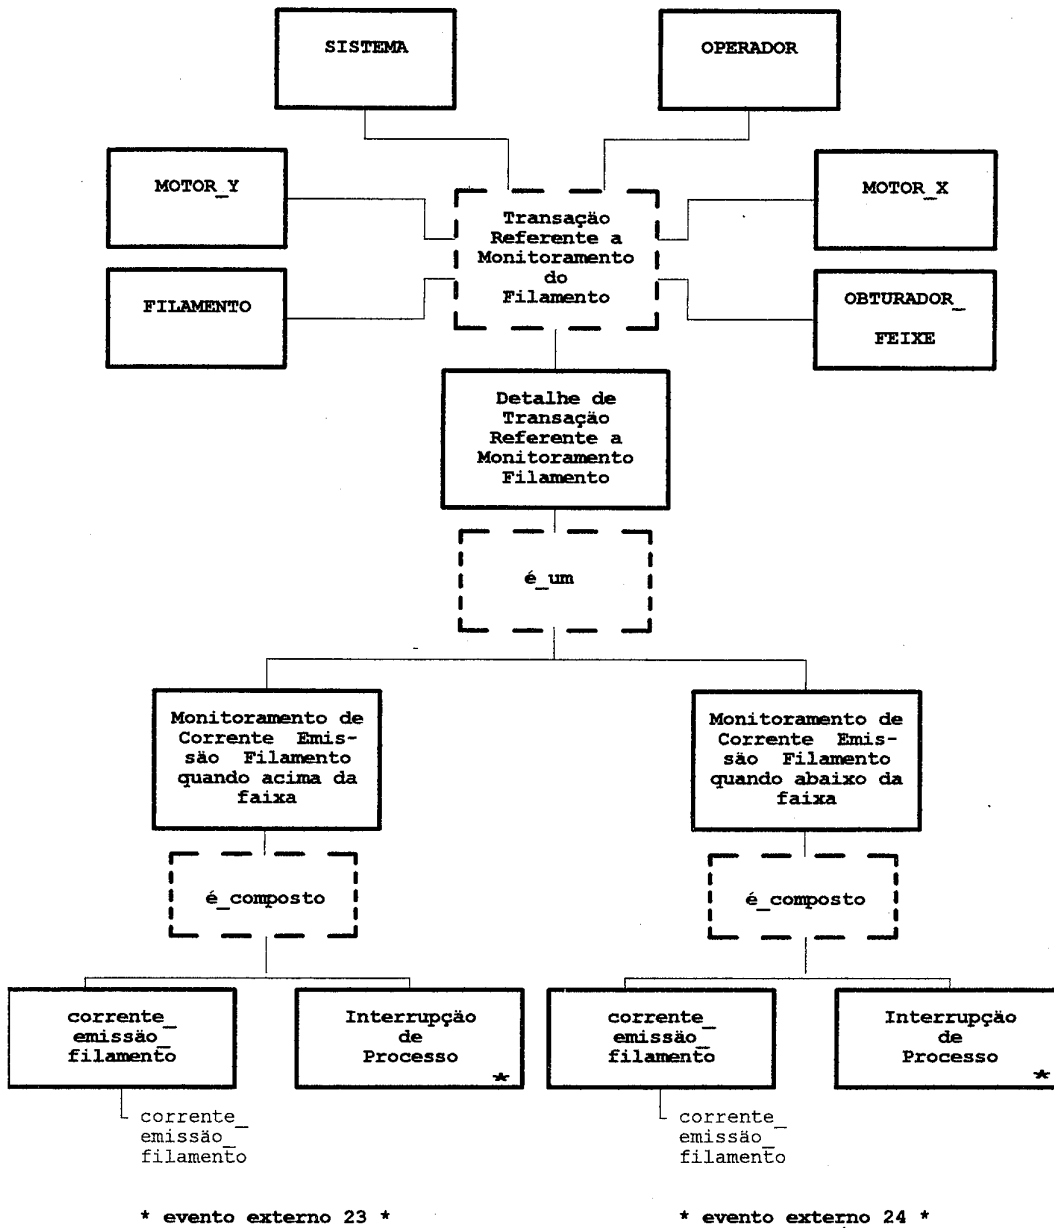 SISTEMA
OPERADOR
MOTOR_Y
MOTOR_X
Transação
Referente a
Monitoramento
do
Filamento
FILAMENTO
OBTURADOR_
FEIXE
Detalhe de
Transação
Referente a
Monitoramento
Filamento
é_um
Monitoramento de
Corrente Emis-
são Filamento
quando acima da
faixa
Monitoramento de
Corrente Emis-
são Filamento
quando abaixo da
faixa
é_composto
é_composto
corrente_
emissão_
filamento
Interrupção
de
Processo
*
corrente_
emissão_
filamento
Interrupção
de
Processo
*
corrente_
emissão_
filamento
corrente_
emissão_
filamento
* evento externo 23 *
* evento externo 24 *